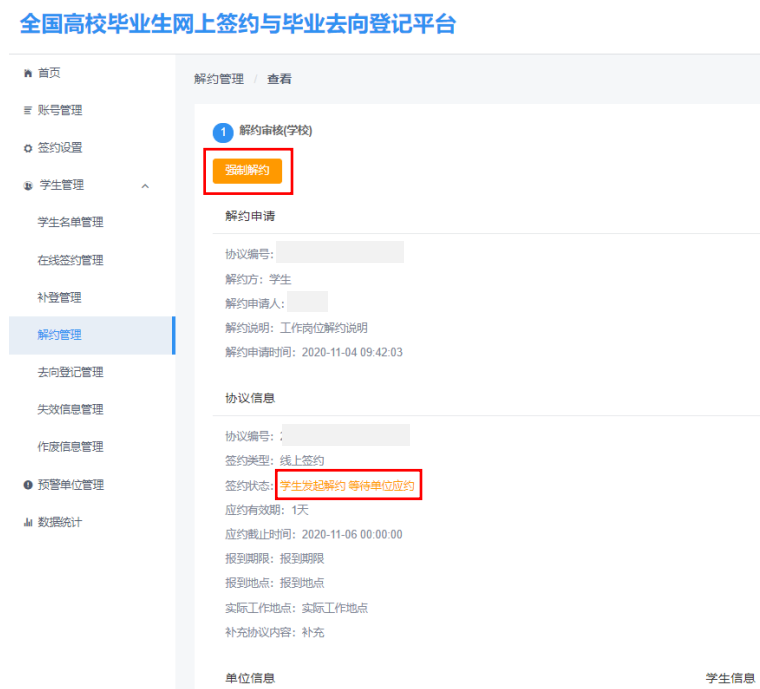 全国高校毕业生网上签约与毕业去向登记平台
首页
账号管理
签约设置
学生管理
学生名单管理
在线签约管理
补登管理
解约管理
去向登记管理
失效信息管理
作废信息管理
预警单位管理
数据统计
解约管理 / 查看
1 解约审核(学校)
强制解约
解约申请
协议编号:
解约方: 学生
解约申请人:
解约说明: 工作岗位解约说明
解约申请时间: 2020-11-04 09:42:03
协议信息
协议编号:
签约类型: 线上签约
签约状态: 学生发起解约 等待单位应约
应约有效期: 1天
应约截止时间: 2020-11-06 00:00:00
报到期限: 报到期限
报到地点: 报到地点
实际工作地点: 实际工作地点
补充协议内容: 补充
单位信息 学生信息